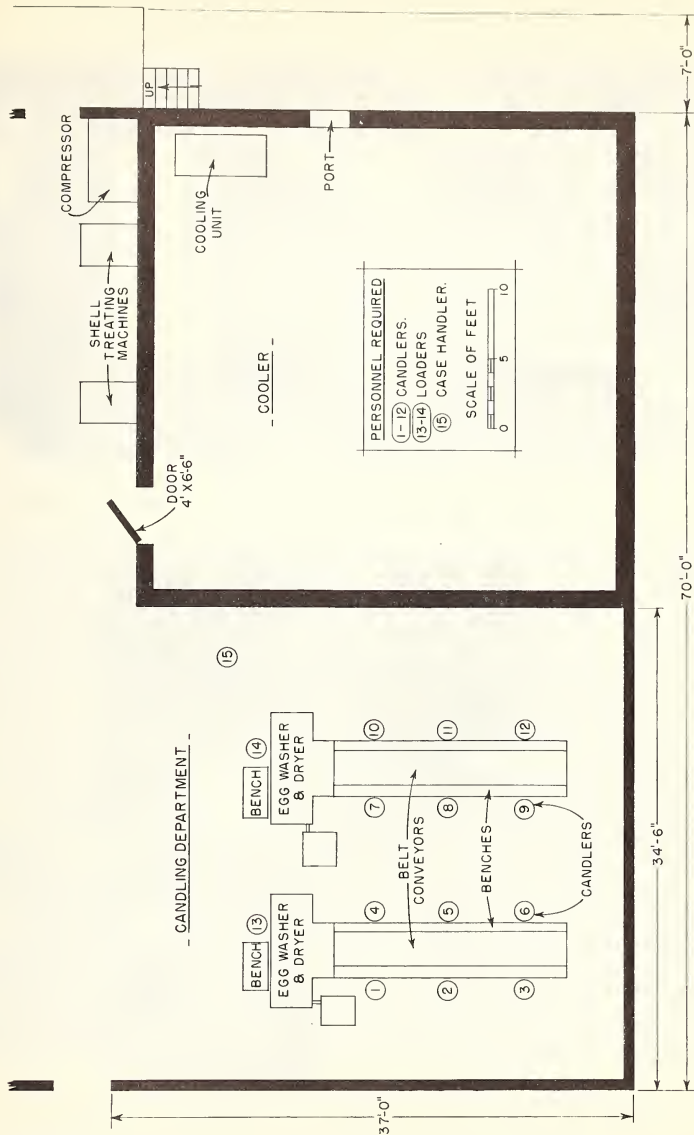 COMPRESSOR
SHELL
TREATING
MACHINES
UP
COOLING
UNIT
PORT
DOOR
4' X 6'-6"
- COOLER -
PERSONNEL REQUIRED
1-12 CANDLERS.
13-14 LOADERS
15 CASE HANDLER.
SCALE OF FEET
0 5 10
- CANDLING DEPARTMENT -
15
BENCH 13
EGG WASHER
& DRYER
BENCH 14
EGG WASHER
& DRYER
1
4
7
10
BELT
CONVEYORS
2
5
8
11
BENCHES
3
6
9
12
CANDLERS
37'-0"
34'-6"
70'-0"
7'-0"